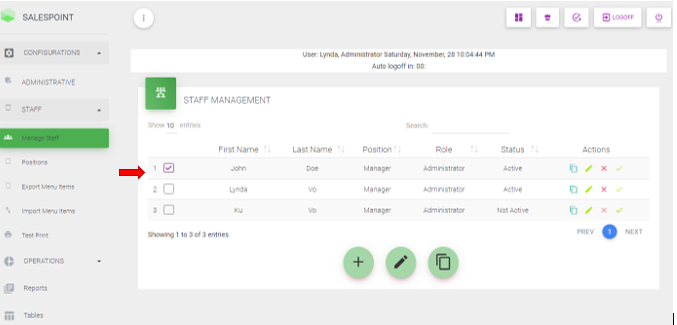 SALESPOINT
LOGOFF
CONFIGURATIONS
User: Lynda, Administrator Saturday, November, 28 10:04:44 PM
Auto logoff in: 00:
ADMINISTRATIVE
STAFF
STAFF MANAGEMENT
Show 10 entries
Search:
Manage Staff
First Name Last Name Position Role Status Actions
Positions
1 John Doe Manager Administrator Active
Export Menu Items
2 Lynda Vo Manager Administrator Active
Import Menu Items
3 Ku Vo Manager Administrator Not Active
Test Print
Showing 1 to 3 of 3 entries
PREV 1 NEXT
OPERATIONS
Reports
Tables